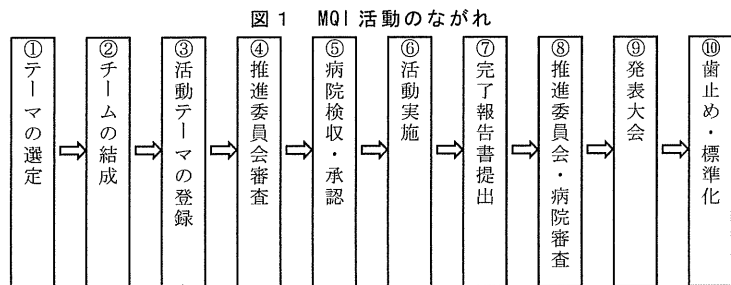 図1 MQI活動のながれ
①テーマの選定
②チームの結成
③活動テーマの登録
④推進委員会審査
⑤病院検収・承認
⑥活動実施
⑦完了報告書提出
⑧推進委員会・病院審査
⑨発表大会
⑩歯止め・標準化